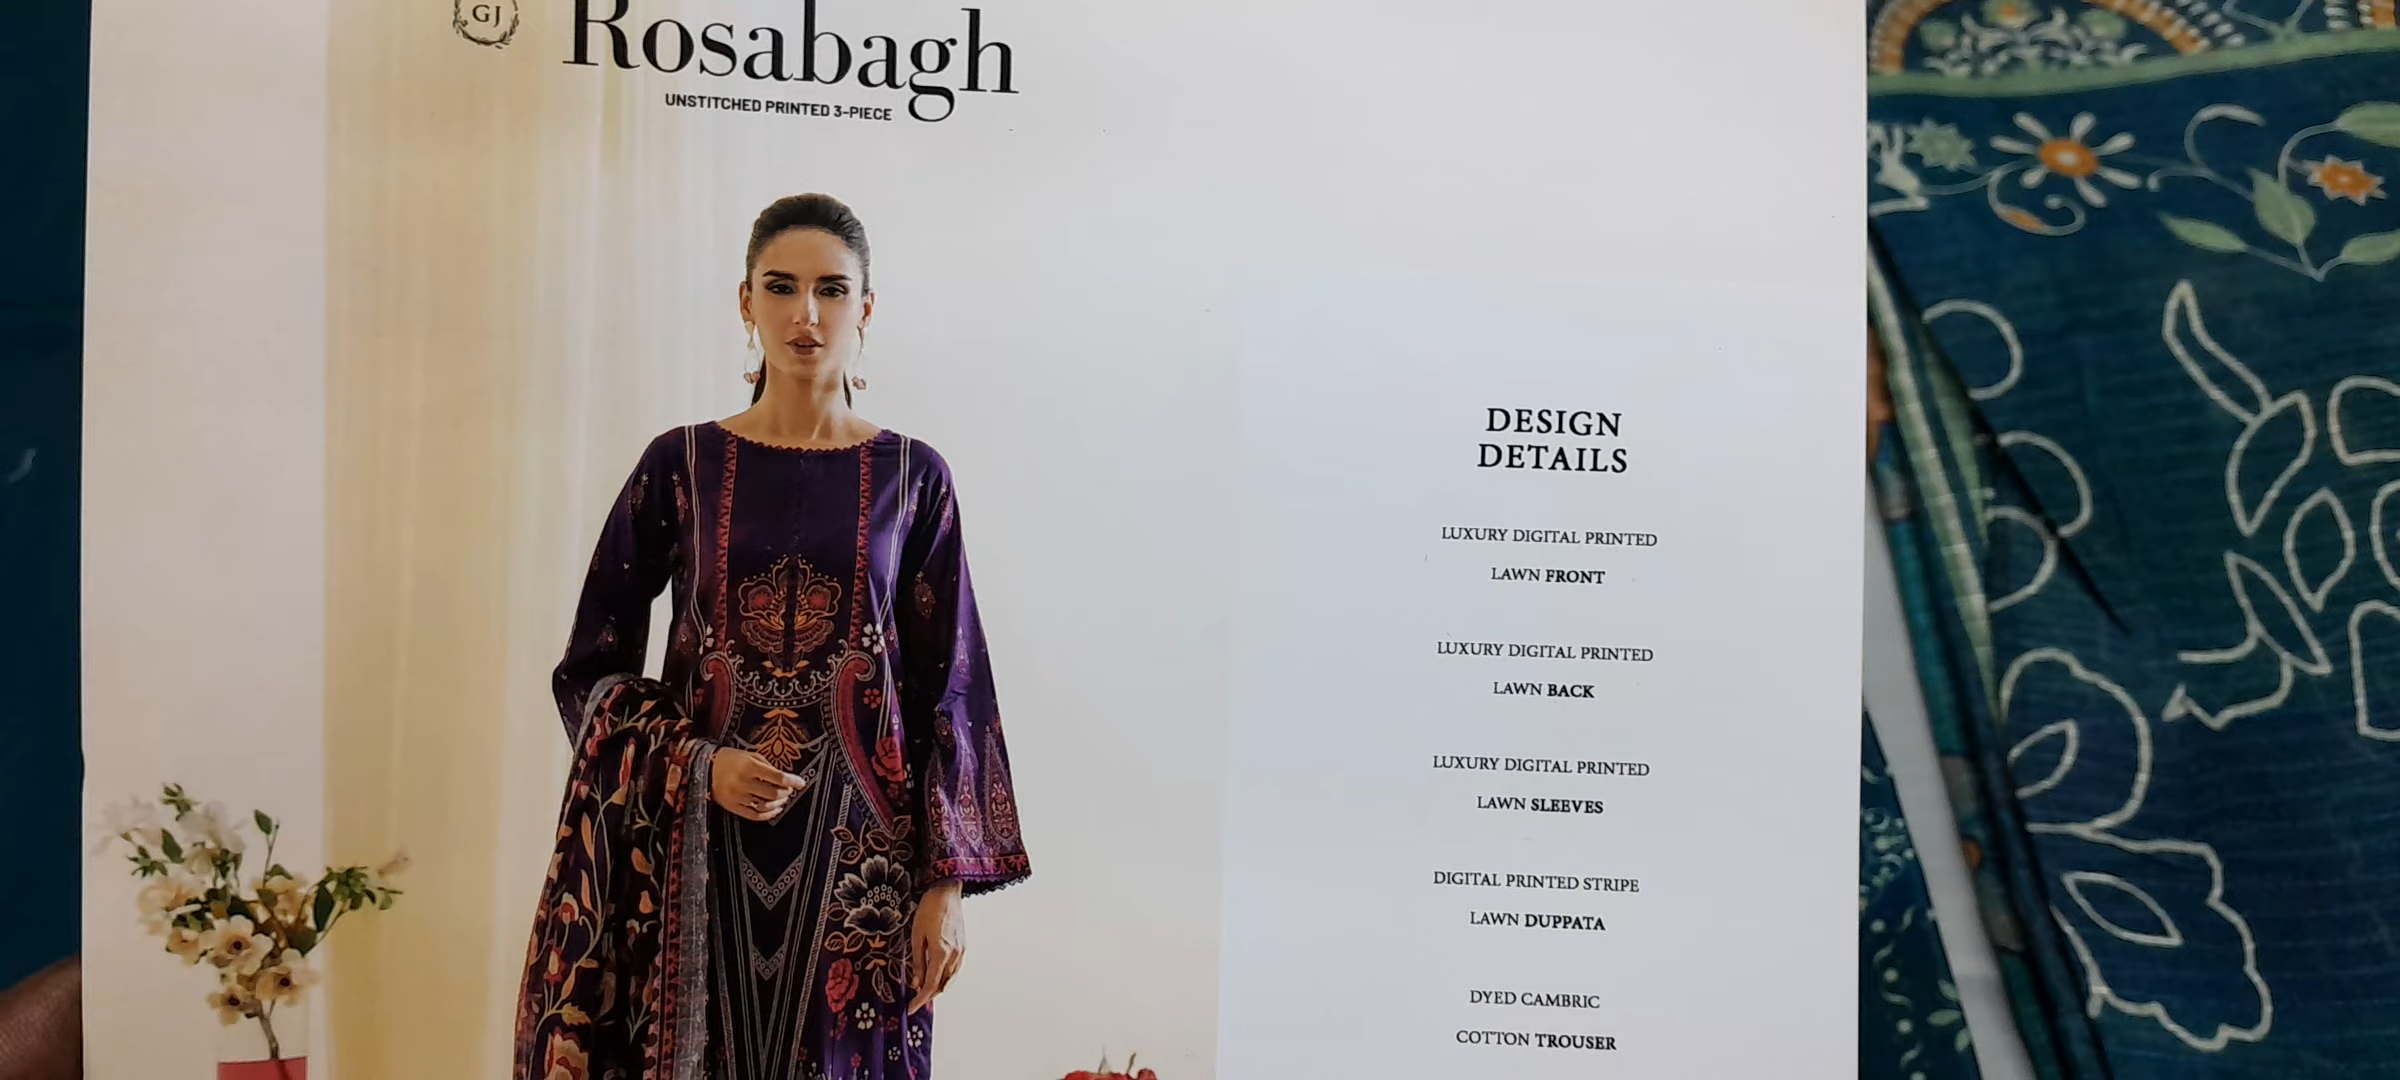 GJ
Rosabagh
UNSTITCHED PRINTED 3-PIECE
DESIGN
DETAILS
LUXURY DIGITAL PRINTED
LAWN FRONT
LUXURY DIGITAL PRINTED
LAWN BACK
LUXURY DIGITAL PRINTED
LAWN SLEEVES
DIGITAL PRINTED STRIPE
LAWN DUPPATA
DYED CAMBRIC
COTTON TROUSER